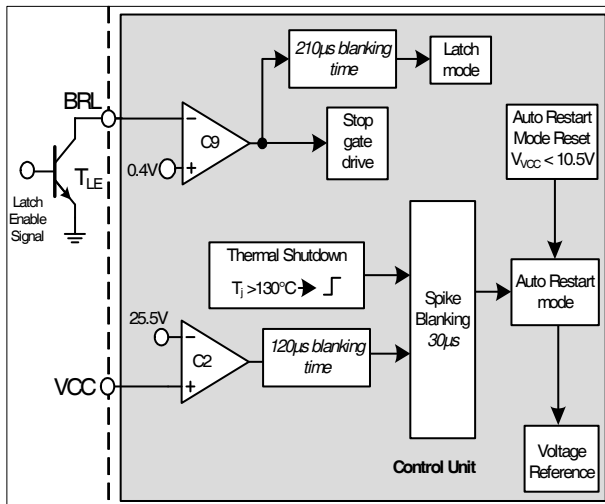 210µs blanking
time
Latch
mode
BRL
−
C9
+
0.4V
Stop
gate
drive
Auto Restart
Mode Reset
VVCC < 10.5V
TLE
Latch
Enable
Signal
Thermal Shutdown
Tj >130°C
Spike
Blanking
30µs
Auto Restart
mode
25.5V
−
C2
+
120µs blanking
time
VCC
Voltage
Reference
Control Unit